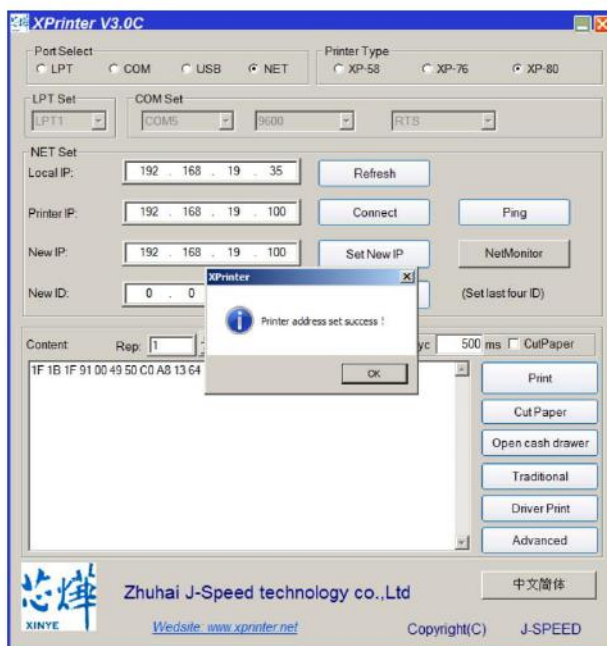 XPrinter V3.0C
Port Select
LPT COM USB NET
Printer Type
XP-58 XP-76 XP-80
LPT Set
LPT1
COM Set
COM5 9600 RTS
NET Set
Local IP: 192 . 168 . 19 . 35 Refresh
Printer IP: 192 . 168 . 19 . 100 Connect Ping
New IP: 192 . 168 . 19 . 100 Set New IP NetMonitor
New ID: 0 . 0 (Set last four ID)
XPrinter
Printer address set success !
OK
Content Rep: 1 yc 500 ms CutPaper
1F 1B 1F 91 00 49 50 C0 A8 13 64
Print
Cut Paper
Open cash drawer
Traditional
Driver Print
Advanced
芯烨
XINYE
Zhuhai J-Speed technology co.,Ltd
中文簡体
Wedsite: www.xprinter.net
Copyright(C) J-SPEED